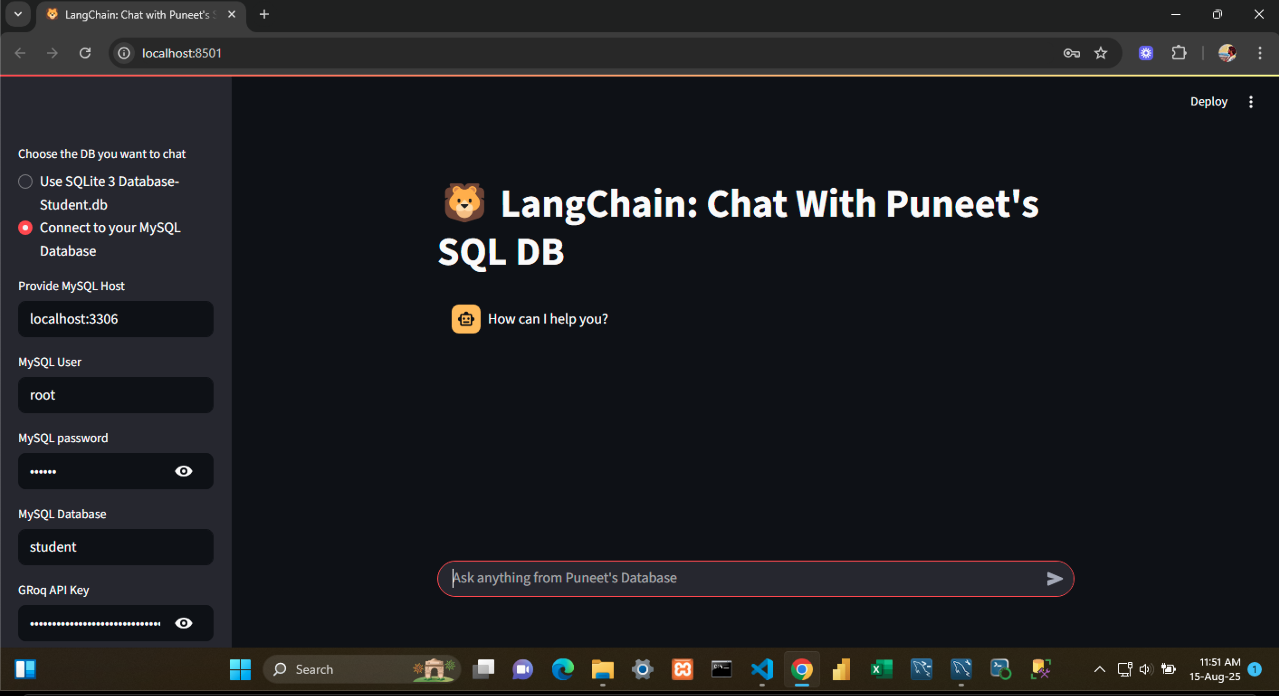 LangChain: Chat with Puneet's S
localhost:8501
Deploy
Choose the DB you want to chat
Use SQLite 3 Database-
Student.db
Connect to your MySQL
Database
Provide MySQL Host
localhost:3306
MySQL User
root
MySQL password
••••••
MySQL Database
student
GRoq API Key
LangChain: Chat With Puneet's
SQL DB
How can I help you?
Ask anything from Puneet's Database
Search
11:51 AM
15-Aug-25
1